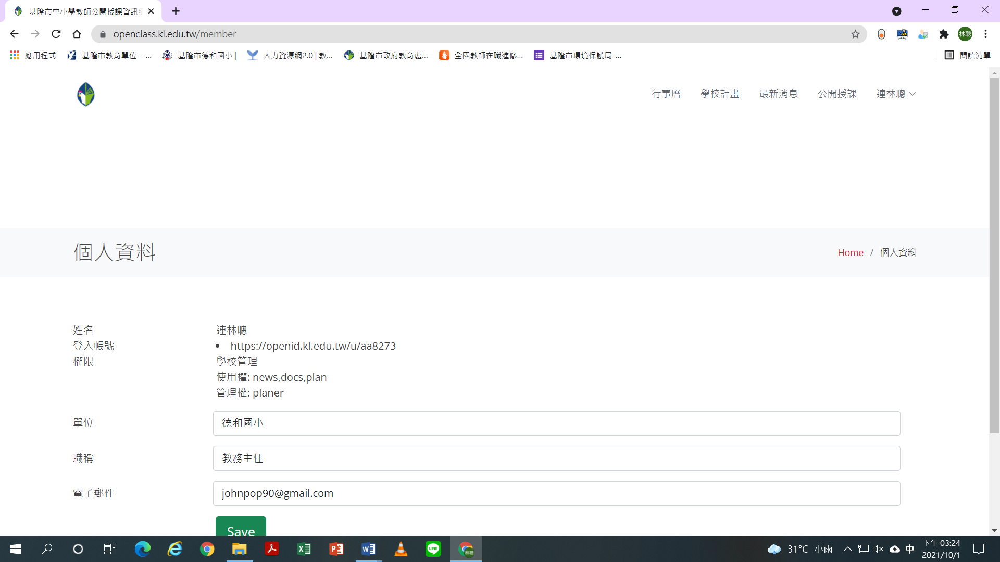 基隆市中小學教師公開授課資訊
openclass.kl.edu.tw/member
林聰
應用程式
基隆市教育單位 --...
基隆市德和國小 |
人力資源網2.0 | 教...
基隆市政府教育處...
全國教師在職進修...
基隆市環境保護局-...
閱讀清單
行事曆
學校計畫
最新消息
公開授課
連林聰
個人資料
Home / 個人資料
姓名 連林聰
登入帳號 • https://openid.kl.edu.tw/u/aa8273
權限 學校管理
使用權: news,docs,plan
管理權: planer
單位 德和國小
職稱 教務主任
電子郵件 johnpop90@gmail.com
Save
31°C 小雨
中
下午 03:24
2021/10/1